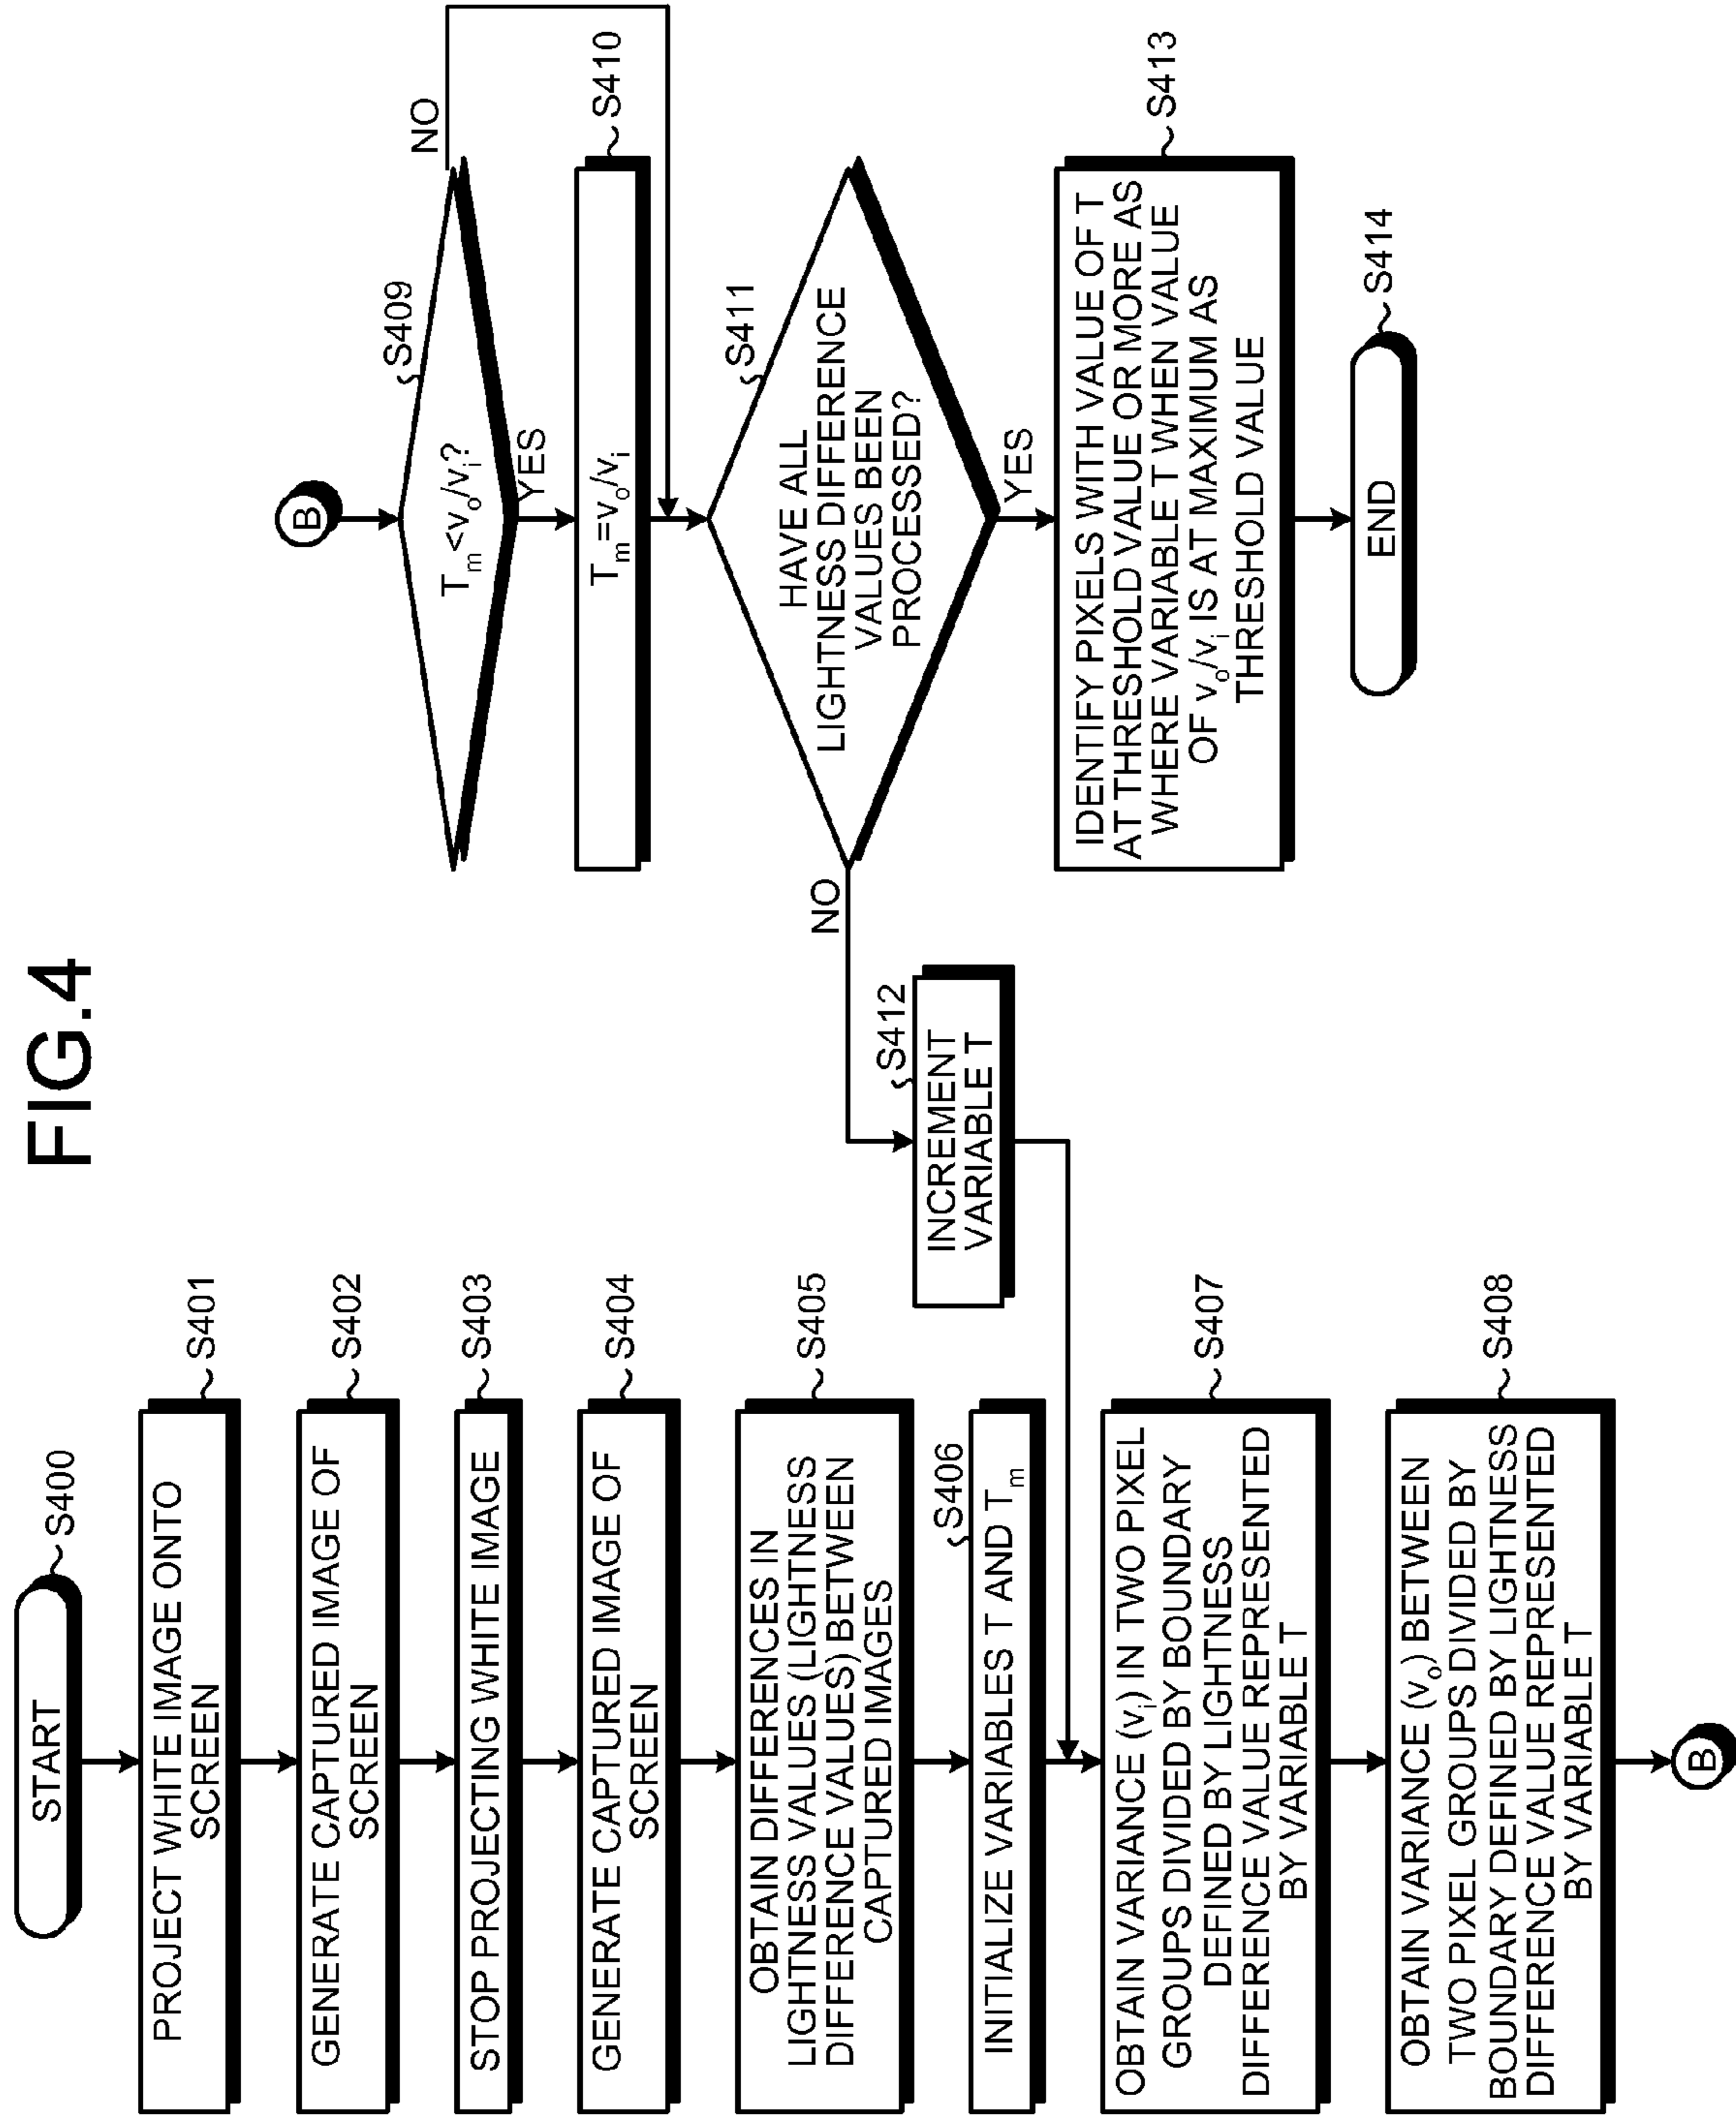 FIG.4
START
S400
PROJECT WHITE IMAGE ONTO
SCREEN
S401
GENERATE CAPTURED IMAGE OF
SCREEN
S402
STOP PROJECTING WHITE IMAGE
S403
GENERATE CAPTURED IMAGE OF
SCREEN
S404
OBTAIN DIFFERENCES IN
LIGHTNESS VALUES (LIGHTNESS
DIFFERENCE VALUES) BETWEEN
CAPTURED IMAGES
S405
S406
INITIALIZE VARIABLES T AND Tm
OBTAIN VARIANCE (vi) IN TWO PIXEL
GROUPS DIVIDED BY BOUNDARY
DEFINED BY LIGHTNESS
DIFFERENCE VALUE REPRESENTED
BY VARIABLE T
S407
OBTAIN VARIANCE (vo) BETWEEN
TWO PIXEL GROUPS DIVIDED BY
BOUNDARY DEFINED BY LIGHTNESS
DIFFERENCE VALUE REPRESENTED
BY VARIABLE T
S408
B
B
S409
Tm <vo/vi?
NO
YES
Tm=vo/vi
S410
S411
HAVE ALL
LIGHTNESS DIFFERENCE
VALUES BEEN
PROCESSED?
NO
YES
S412
INCREMENT
VARIABLE T
IDENTIFY PIXELS WITH VALUE OF T
AT THRESHOLD VALUE OR MORE AS
WHERE VARIABLE T WHEN VALUE
OF vo/vi IS AT MAXIMUM AS
THRESHOLD VALUE
S413
END
S414